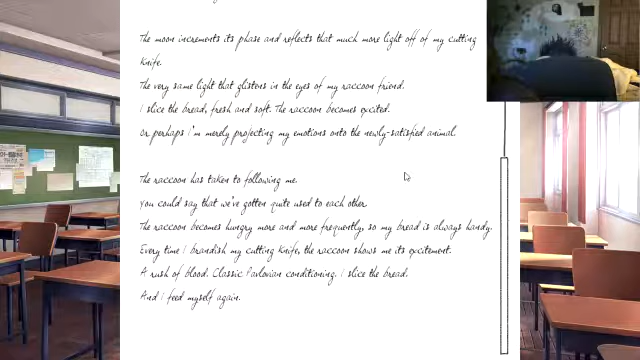 The moon increments its phase and reflects that much more light off of my cutting
knife.
The very same light that glistens in the eyes of my raccoon friend.
I slice the bread, fresh and soft. The raccoon becomes excited.
Or perhaps I'm merely projecting my emotions onto the newly-satisfied animal.
The raccoon has taken to following me.
You could say that we've gotten quite used to each other.
The raccoon becomes hungry more and more frequently, so my bread is always handy.
Every time I brandish my cutting knife, the raccoon shows me its excitement.
A rush of blood. Classic Pavlovian conditioning. I slice the bread.
And I feed myself again.